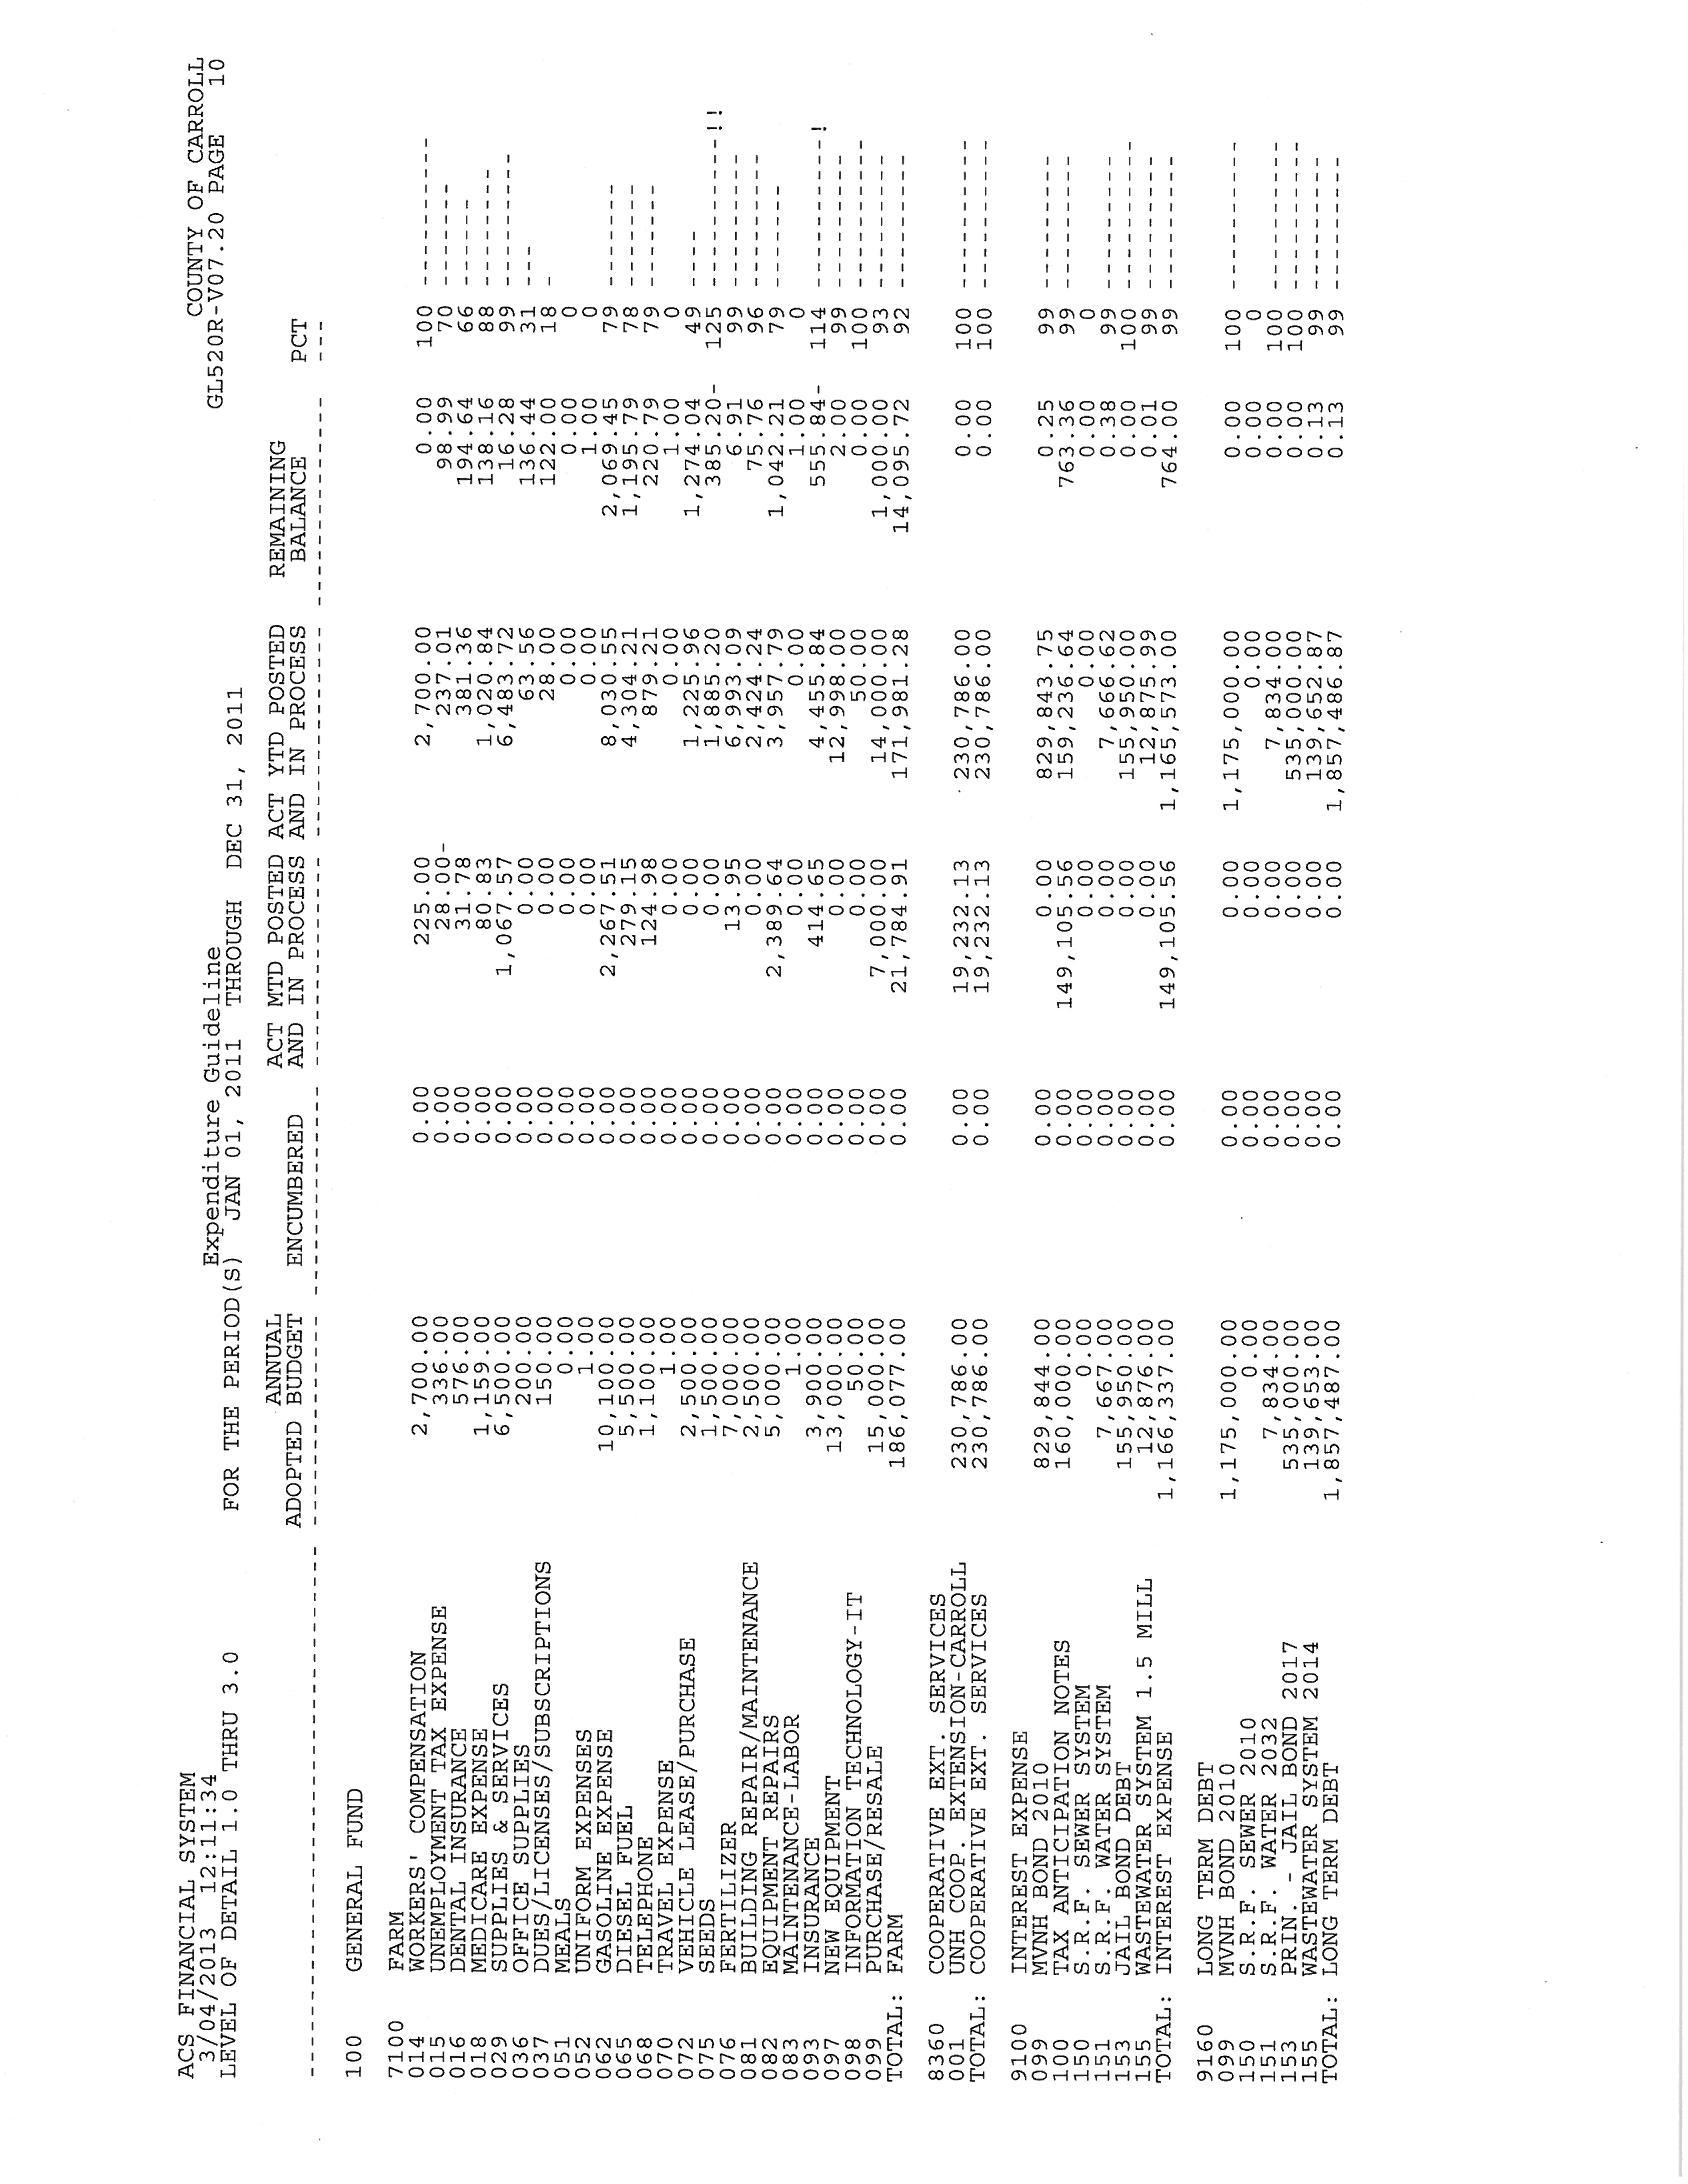 ACS FINANCIAL SYSTEM Expenditure Guideline COUNTY OF CARROLL
3/04/2013 12:11:34 FOR THE PERIOD(S) JAN 01, 2011 THROUGH DEC 31, 2011 GL520R-V07.20 PAGE 10
LEVEL OF DETAIL 1.0 THRU 3.0
ANNUAL ACT MTD POSTED ACT YTD POSTED REMAINING
ADOPTED BUDGET ENCUMBERED AND IN PROCESS AND IN PROCESS BALANCE PCT
100 GENERAL FUND
7100 FARM
014 WORKERS' COMPENSATION 2,700.00 0.00 225.00 2,700.00 0.00 100 ----------
015 UNEMPLOYMENT TAX EXPENSE 336.00 0.00 28.00- 237.01 98.99 70 -------
016 DENTAL INSURANCE 576.00 0.00 31.78 381.36 194.64 66 ------
018 MEDICARE EXPENSE 1,159.00 0.00 80.83 1,020.84 138.16 88 --------
029 SUPPLIES & SERVICES 6,500.00 0.00 1,067.57 6,483.72 16.28 99 ---------
036 OFFICE SUPPLIES 200.00 0.00 0.00 63.56 136.44 31 ---
037 DUES/LICENSES/SUBSCRIPTIONS 150.00 0.00 0.00 28.00 122.00 18 -
051 MEALS 0.00 0.00 0.00 0.00 0.00 0
052 UNIFORM EXPENSES 1.00 0.00 0.00 0.00 1.00 0
062 GASOLINE EXPENSE 10,100.00 0.00 2,267.51 8,030.55 2,069.45 79 -------
065 DIESEL FUEL 5,500.00 0.00 279.15 4,304.21 1,195.79 78 -------
068 TELEPHONE 1,100.00 0.00 124.98 879.21 220.79 79 -------
070 TRAVEL EXPENSE 1.00 0.00 0.00 0.00 1.00 0
072 VEHICLE LEASE/PURCHASE 2,500.00 0.00 0.00 1,225.96 1,274.04 49 ----
075 SEEDS 1,500.00 0.00 0.00 1,885.20 385.20- 125 ----------!!
076 FERTILIZER 7,000.00 0.00 13.95 6,993.09 6.91 99 ---------
081 BUILDING REPAIR/MAINTENANCE 2,500.00 0.00 0.00 2,424.24 75.76 96 ---------
082 EQUIPMENT REPAIRS 5,000.00 0.00 2,389.64 3,957.79 1,042.21 79 -------
083 MAINTENANCE-LABOR 1.00 0.00 0.00 0.00 1.00 0
093 INSURANCE 3,900.00 0.00 414.65 4,455.84 555.84- 114 ----------!
097 NEW EQUIPMENT 13,000.00 0.00 0.00 12,998.00 2.00 99 ---------
098 INFORMATION TECHNOLOGY-IT 50.00 0.00 0.00 50.00 0.00 100 ----------
099 PURCHASE/RESALE 15,000.00 0.00 7,000.00 14,000.00 1,000.00 93 ---------
TOTAL: FARM 186,077.00 0.00 21,784.91 171,981.28 14,095.72 92 ---------
8360 COOPERATIVE EXT. SERVICES
001 UNH COOP. EXTENSION-CARROLL 230,786.00 0.00 19,232.13 230,786.00 0.00 100 ----------
TOTAL: COOPERATIVE EXT. SERVICES 230,786.00 0.00 19,232.13 230,786.00 0.00 100 ----------
9100 INTEREST EXPENSE
099 MVNH BOND 2010 829,844.00 0.00 0.00 829,843.75 0.25 99 ---------
100 TAX ANTICIPATION NOTES 160,000.00 0.00 149,105.56 159,236.64 763.36 99 ---------
150 S.R.F. SEWER SYSTEM 0.00 0.00 0.00 0.00 0.00 0
151 S.R.F. WATER SYSTEM 7,667.00 0.00 0.00 7,666.62 0.38 99 ---------
153 JAIL BOND DEBT 155,950.00 0.00 0.00 155,950.00 0.00 100 ----------
155 WASTEWATER SYSTEM 1.5 MILL 12,876.00 0.00 0.00 12,875.99 0.01 99 ---------
TOTAL: INTEREST EXPENSE 1,166,337.00 0.00 149,105.56 1,165,573.00 764.00 99 ---------
9160 LONG TERM DEBT
099 MVNH BOND 2010 1,175,000.00 0.00 0.00 1,175,000.00 0.00 100 ----------
150 S.R.F. SEWER 2010 0.00 0.00 0.00 0.00 0.00 0
151 S.R.F. WATER 2032 7,834.00 0.00 0.00 7,834.00 0.00 100 ----------
153 PRIN. - JAIL BOND 2017 535,000.00 0.00 0.00 535,000.00 0.00 100 ----------
155 WASTEWATER SYSTEM 2014 139,653.00 0.00 0.00 139,652.87 0.13 99 ---------
TOTAL: LONG TERM DEBT 1,857,487.00 0.00 0.00 1,857,486.87 0.13 99 ---------